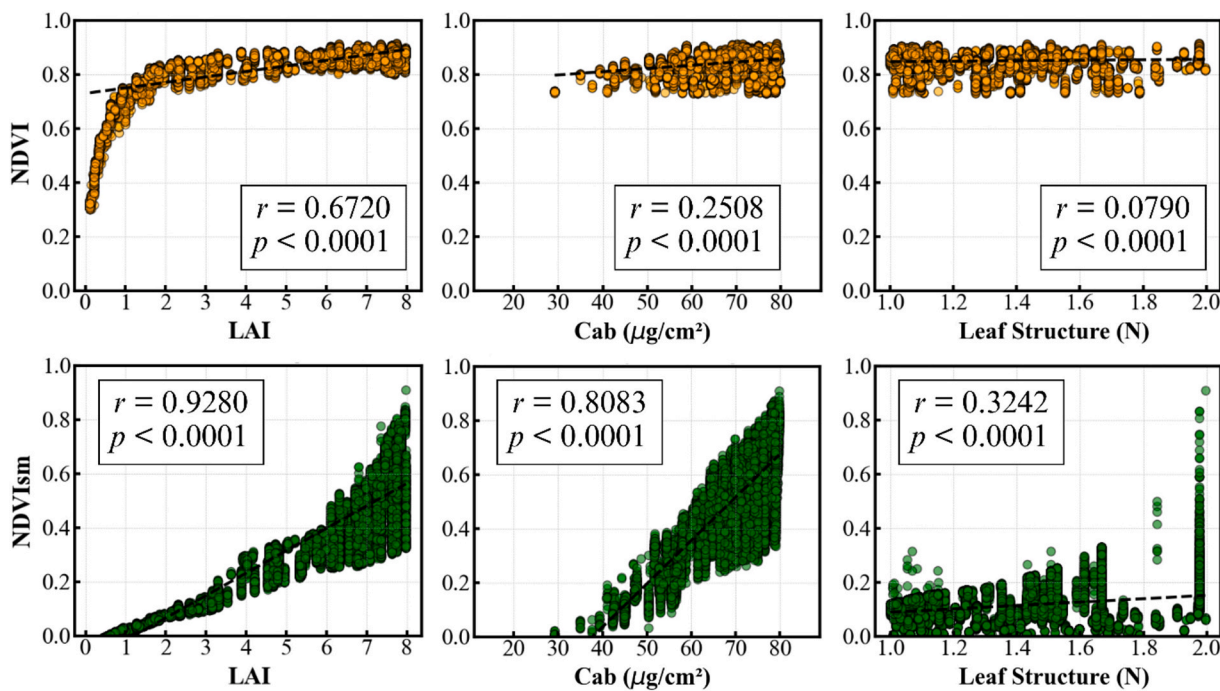 NDVI
1.0
0.8
0.6
0.4
0.2
0.0
r = 0.6720
p < 0.0001
0 1 2 3 4 5 6 7 8
LAI
1.0
0.8
0.6
0.4
0.2
0.0
r = 0.2508
p < 0.0001
20 30 40 50 60 70 80
Cab (μg/cm²)
1.0
0.8
0.6
0.4
0.2
0.0
r = 0.0790
p < 0.0001
1.0 1.2 1.4 1.6 1.8 2.0
Leaf Structure (N)
NDVIsm
1.0
0.8
0.6
0.4
0.2
0.0
r = 0.9280
p < 0.0001
0 1 2 3 4 5 6 7 8
LAI
1.0
0.8
0.6
0.4
0.2
0.0
r = 0.8083
p < 0.0001
20 30 40 50 60 70 80
Cab (μg/cm²)
1.0
0.8
0.6
0.4
0.2
0.0
r = 0.3242
p < 0.0001
1.0 1.2 1.4 1.6 1.8 2.0
Leaf Structure (N)